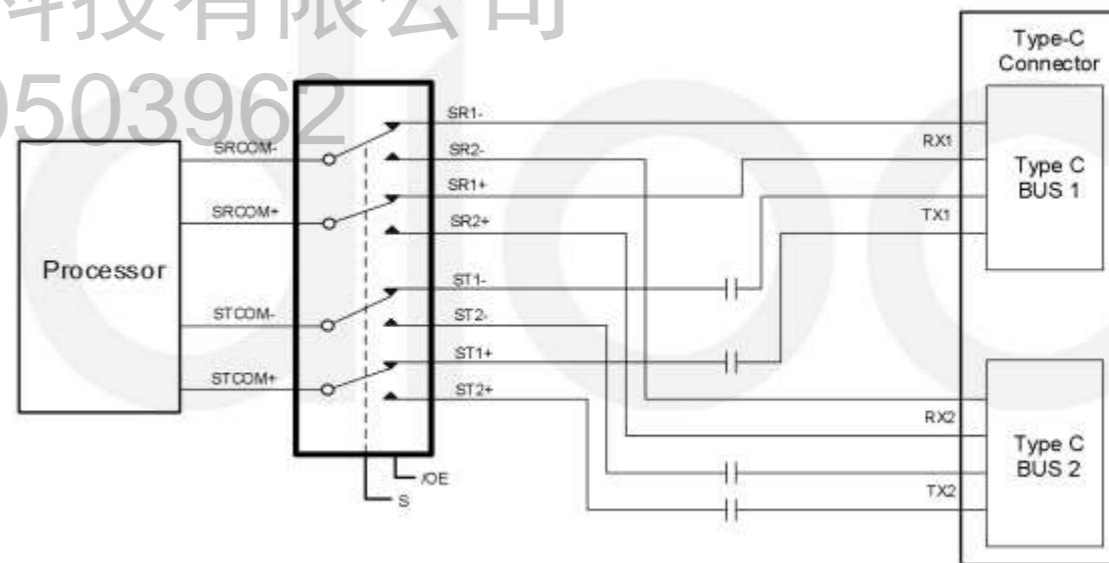 科技有限公司
0503962
Type-C
Connector
SR1-
SRCOM-
SR2-
RX1
Type C
BUS 1
SR1+
SRCOM+
SR2+
TX1
Processor
ST1-
STCOM-
ST2-
ST1+
STCOM+
ST2+
RX2
Type C
BUS 2
/OE
S
TX2